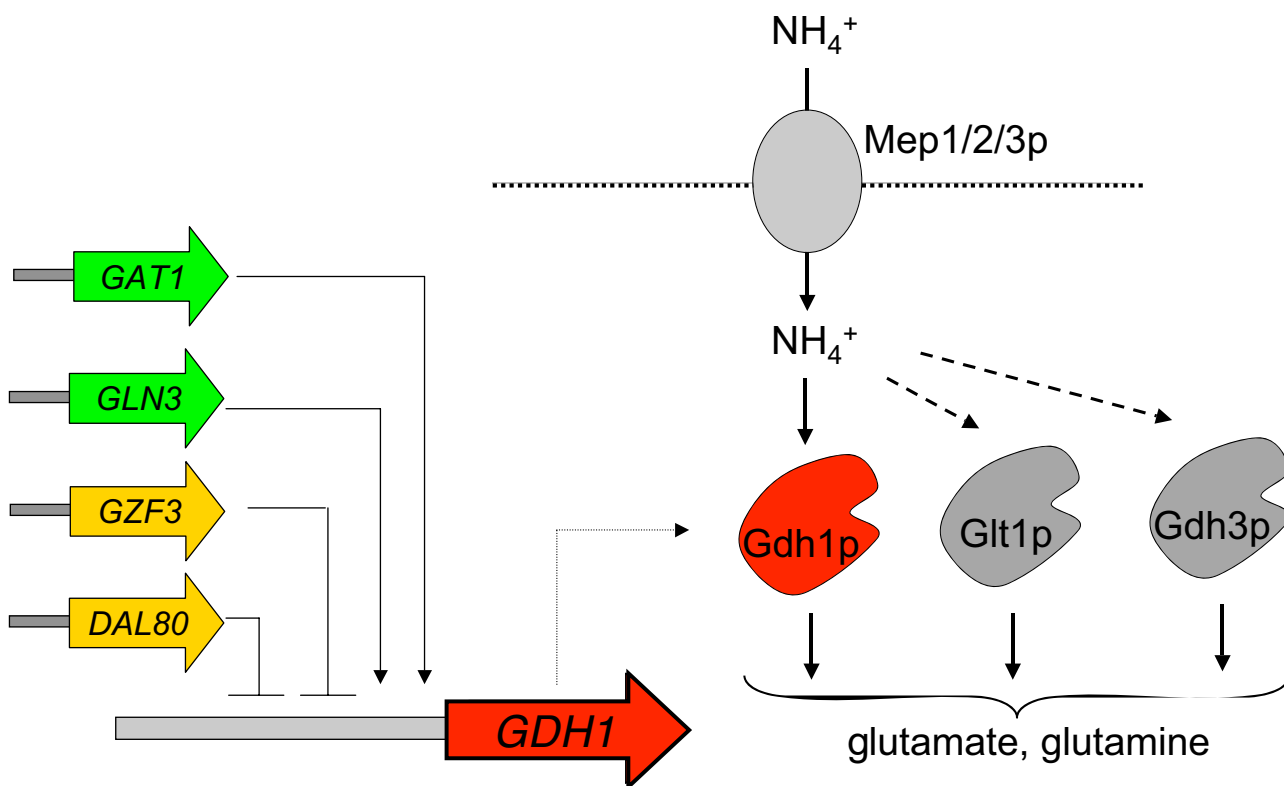 NH₄⁺
Mep1/2/3p
GAT1
NH₄⁺
GLN3
GZF3
Gdh1p
Glt1p
Gdh3p
DAL80
GDH1
glutamate, glutamine